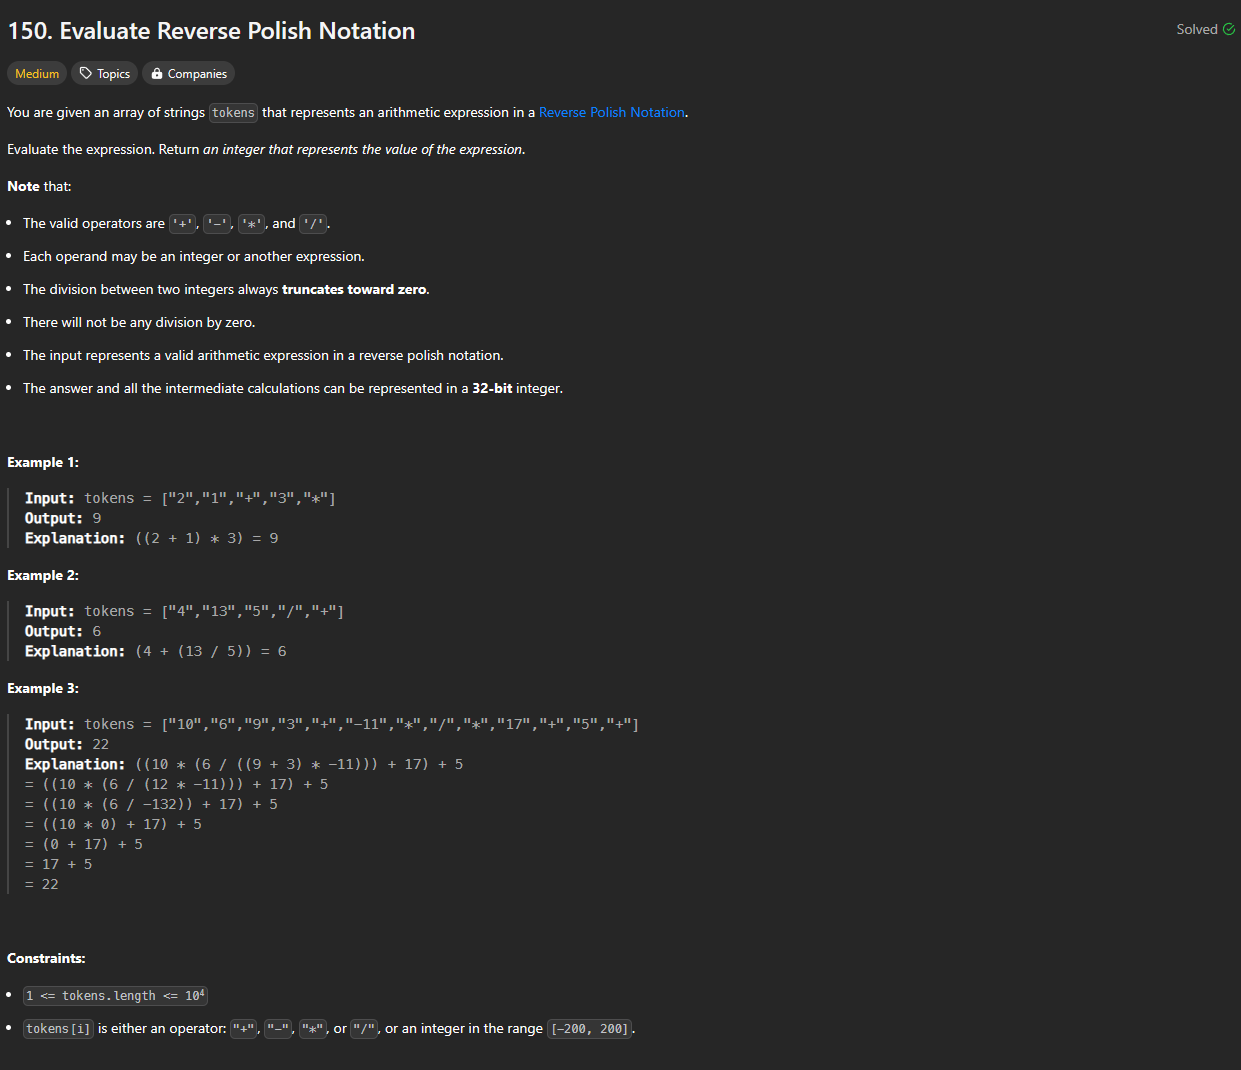 150. Evaluate Reverse Polish Notation
Solved
Medium
Topics
Companies
You are given an array of strings tokens that represents an arithmetic expression in a Reverse Polish Notation.
Evaluate the expression. Return an integer that represents the value of the expression.
Note that:
• The valid operators are '+', '-', '*', and '/'.
• Each operand may be an integer or another expression.
• The division between two integers always truncates toward zero.
• There will not be any division by zero.
• The input represents a valid arithmetic expression in a reverse polish notation.
• The answer and all the intermediate calculations can be represented in a 32-bit integer.
Example 1:
Input: tokens = ["2","1","+","3","*"]
Output: 9
Explanation: ((2 + 1) * 3) = 9
Example 2:
Input: tokens = ["4","13","5","/","+"]
Output: 6
Explanation: (4 + (13 / 5)) = 6
Example 3:
Input: tokens = ["10","6","9","3","+","-11","*","/","*","17","+","5","+"]
Output: 22
Explanation: ((10 * (6 / ((9 + 3) * -11))) + 17) + 5
= ((10 * (6 / (12 * -11))) + 17) + 5
= ((10 * (6 / -132)) + 17) + 5
= ((10 * 0) + 17) + 5
= (0 + 17) + 5
= 17 + 5
= 22
Constraints:
• 1 <= tokens.length <= 10⁴
• tokens[i] is either an operator: "+", "-", "*", or "/", or an integer in the range [-200, 200].